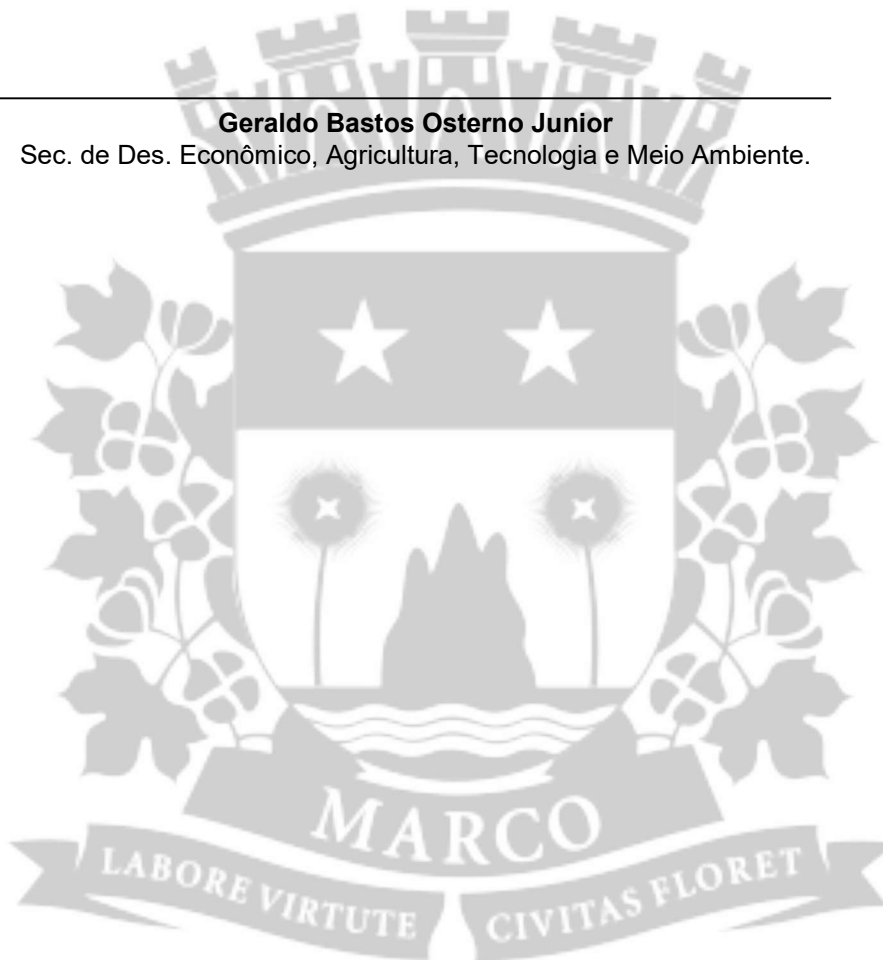 Geraldo Bastos Osterno Junior
Sec. de Des. Econômico, Agricultura, Tecnologia e Meio Ambiente.
MARCO
LABORE VIRTUTE CIVITAS FLORET